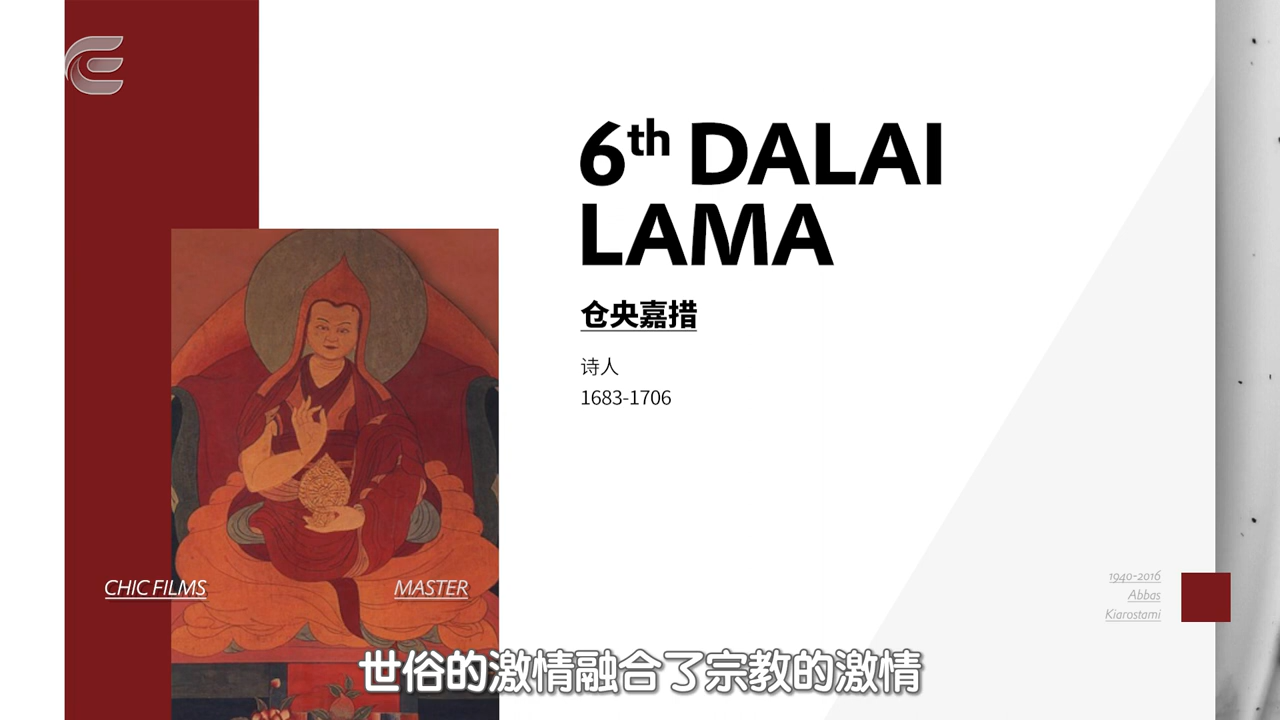 6th DALAI
LAMA
仓央嘉措
诗人
1683-1706
CHIC FILMS
MASTER
1940-2016
Abbas
Kiarostami
世俗的激情融合了宗教的激情